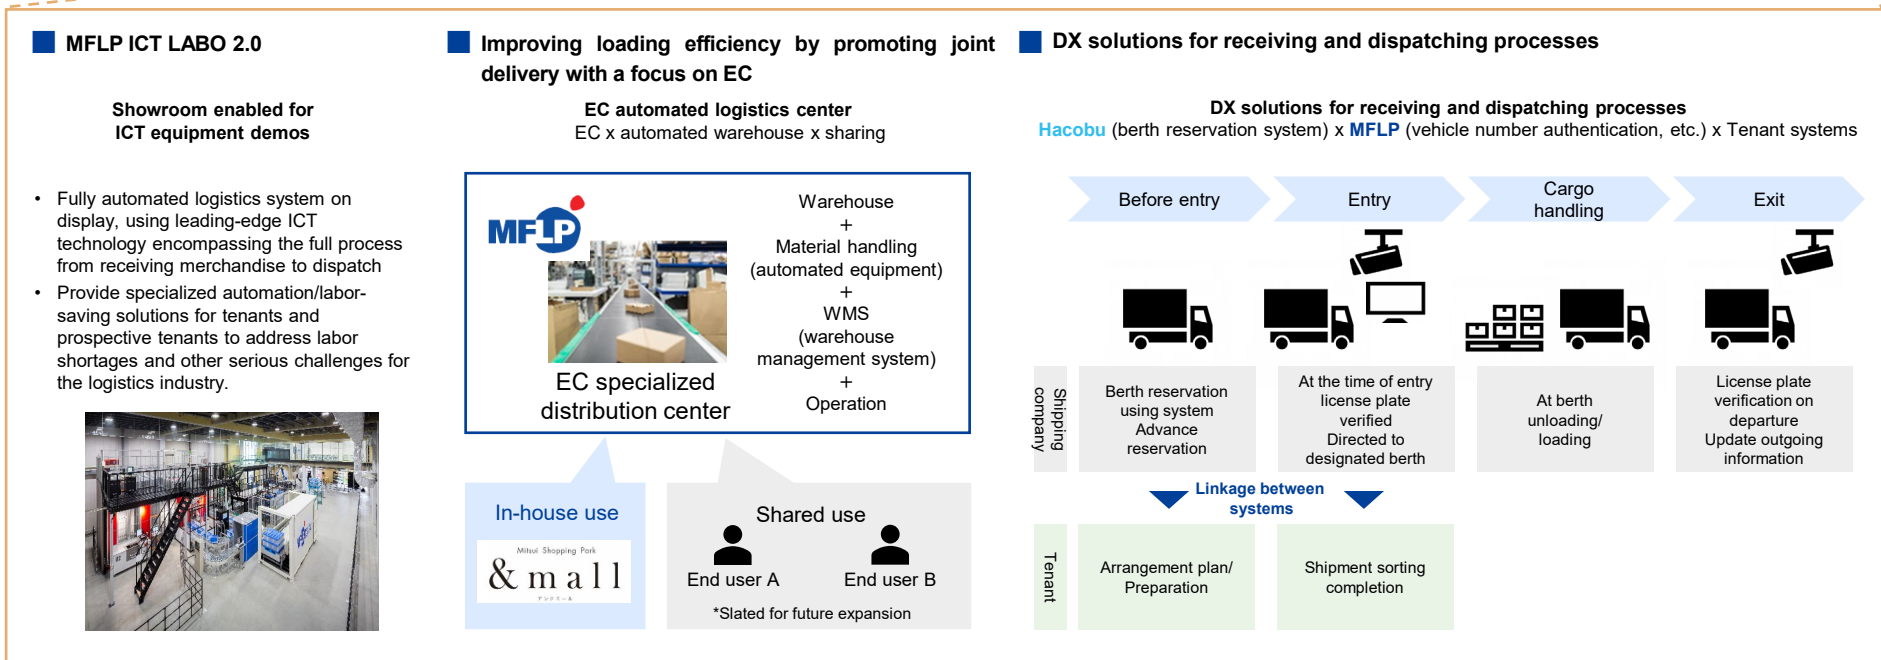 MFLP ICT LABO 2.0
Showroom enabled for
ICT equipment demos
• Fully automated logistics system on
display, using leading-edge ICT
technology encompassing the full process
from receiving merchandise to dispatch
• Provide specialized automation/labor-
saving solutions for tenants and
prospective tenants to address labor
shortages and other serious challenges for
the logistics industry.
Improving loading efficiency by promoting joint
delivery with a focus on EC
EC automated logistics center
EC x automated warehouse x sharing
MFLP
Warehouse
+
Material handling
(automated equipment)
+
WMS
(warehouse
management system)
+
Operation
EC specialized
distribution center
In-house use
Mitsui Shopping Park
& mall
アンドモール
Shared use
End user A
End user B
*Slated for future expansion
DX solutions for receiving and dispatching processes
DX solutions for receiving and dispatching processes
Hacobu (berth reservation system) x MFLP (vehicle number authentication, etc.) x Tenant systems
Before entry
Entry
Cargo
handling
Exit
Shipping
company
Berth reservation
using system
Advance
reservation
At the time of entry
license plate
verified
Directed to
designated berth
At berth
unloading/
loading
License plate
verification on
departure
Update outgoing
information
Linkage between
systems
Tenant
Arrangement plan/
Preparation
Shipment sorting
completion